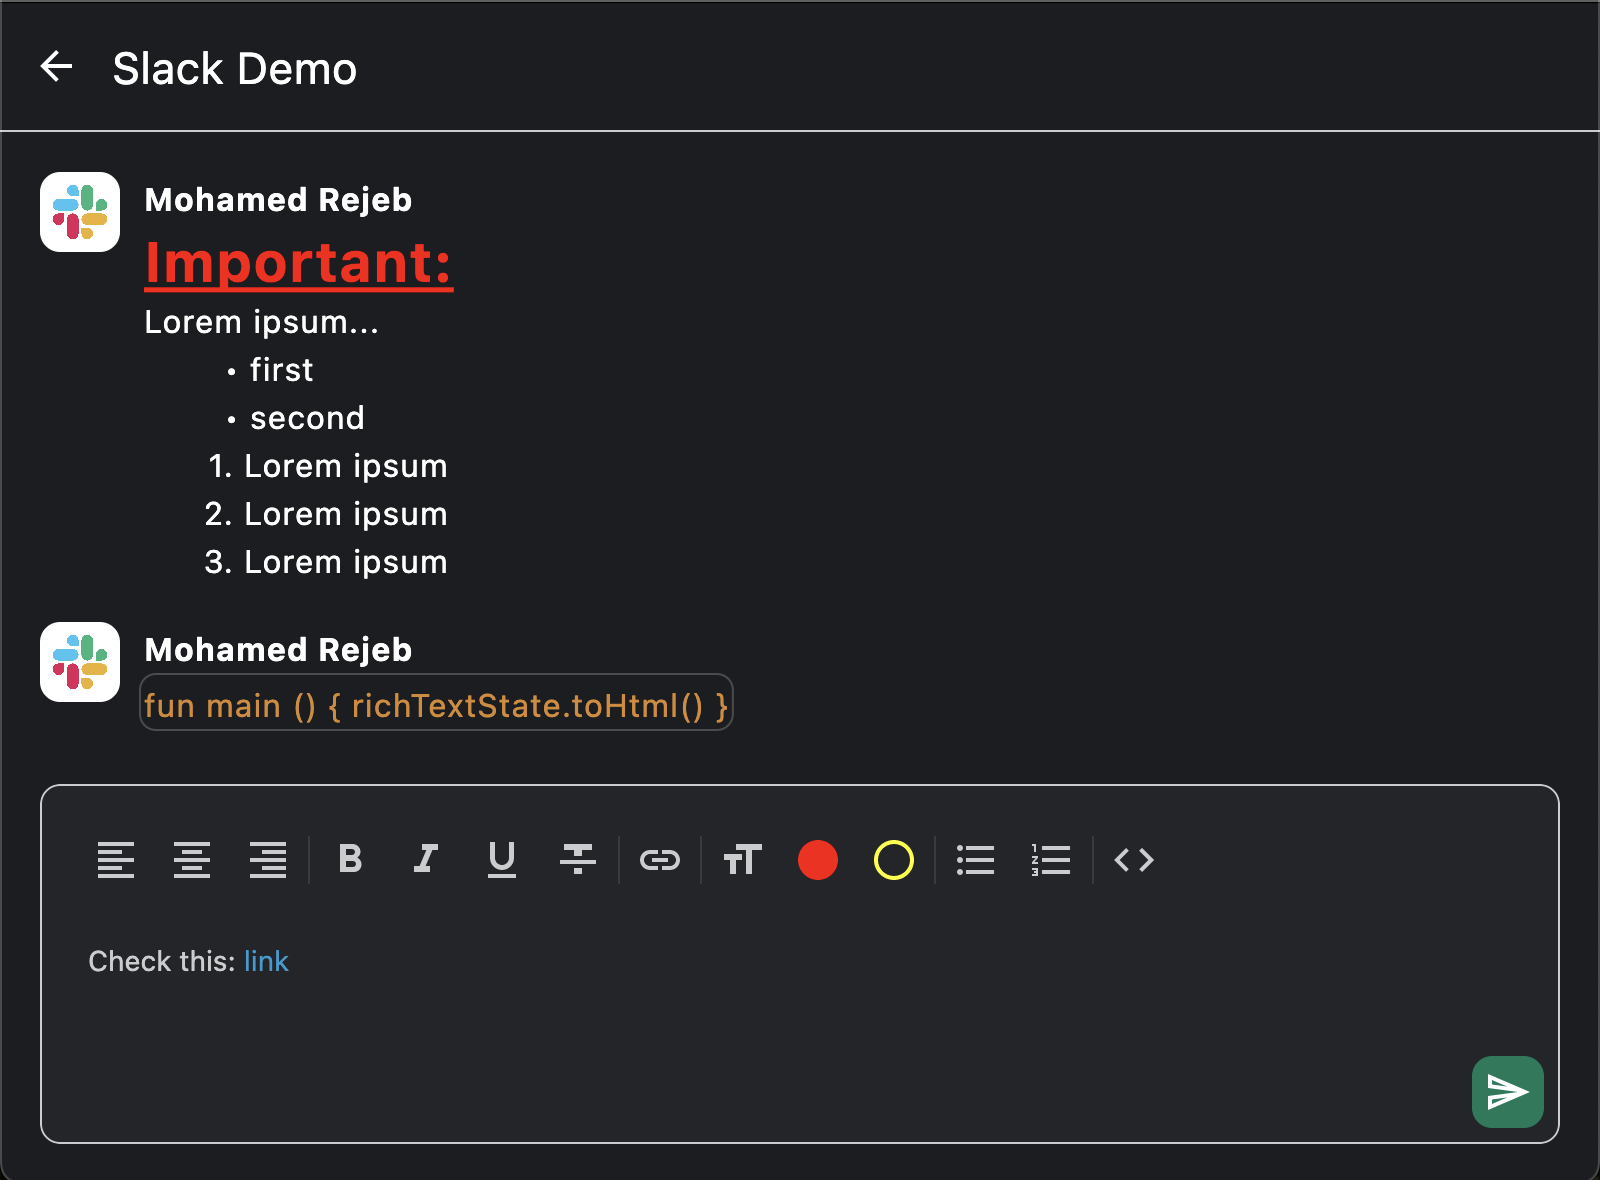 Slack Demo
Mohamed Rejeb
Important:
Lorem ipsum...
• first
• second
1. Lorem ipsum
2. Lorem ipsum
3. Lorem ipsum
Mohamed Rejeb
fun main () { richTextState.toHtml() }
Check this: link